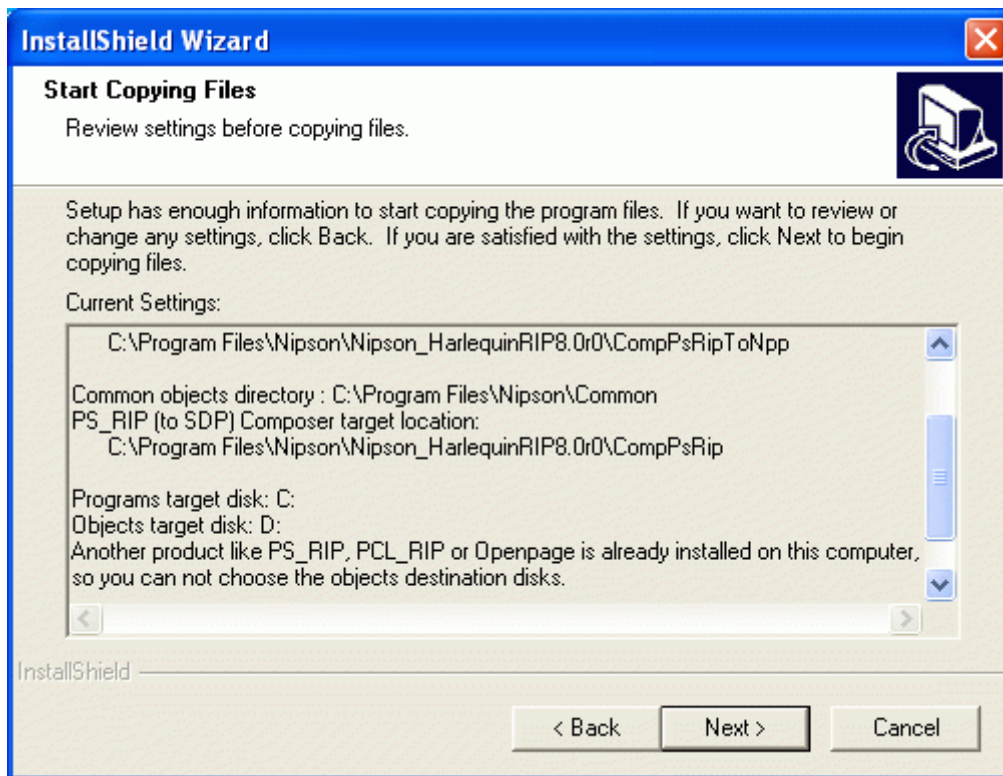 InstallShield Wizard
Start Copying Files
Review settings before copying files.
Setup has enough information to start copying the program files.  If you want to review or
change any settings, click Back.  If you are satisfied with the settings, click Next to begin
copying files.
Current Settings:
C:\Program Files\Nipson\Nipson_HarlequinRIP8.0r0\CompPsRipToNpp
Common objects directory : C:\Program Files\Nipson\Common
PS_RIP (to SDP) Composer target location:
C:\Program Files\Nipson\Nipson_HarlequinRIP8.0r0\CompPsRip
Programs target disk: C:
Objects target disk: D:
Another product like PS_RIP, PCL_RIP or Openpage is already installed on this computer,
so you can not choose the objects destination disks.
InstallShield
< Back
Next >
Cancel